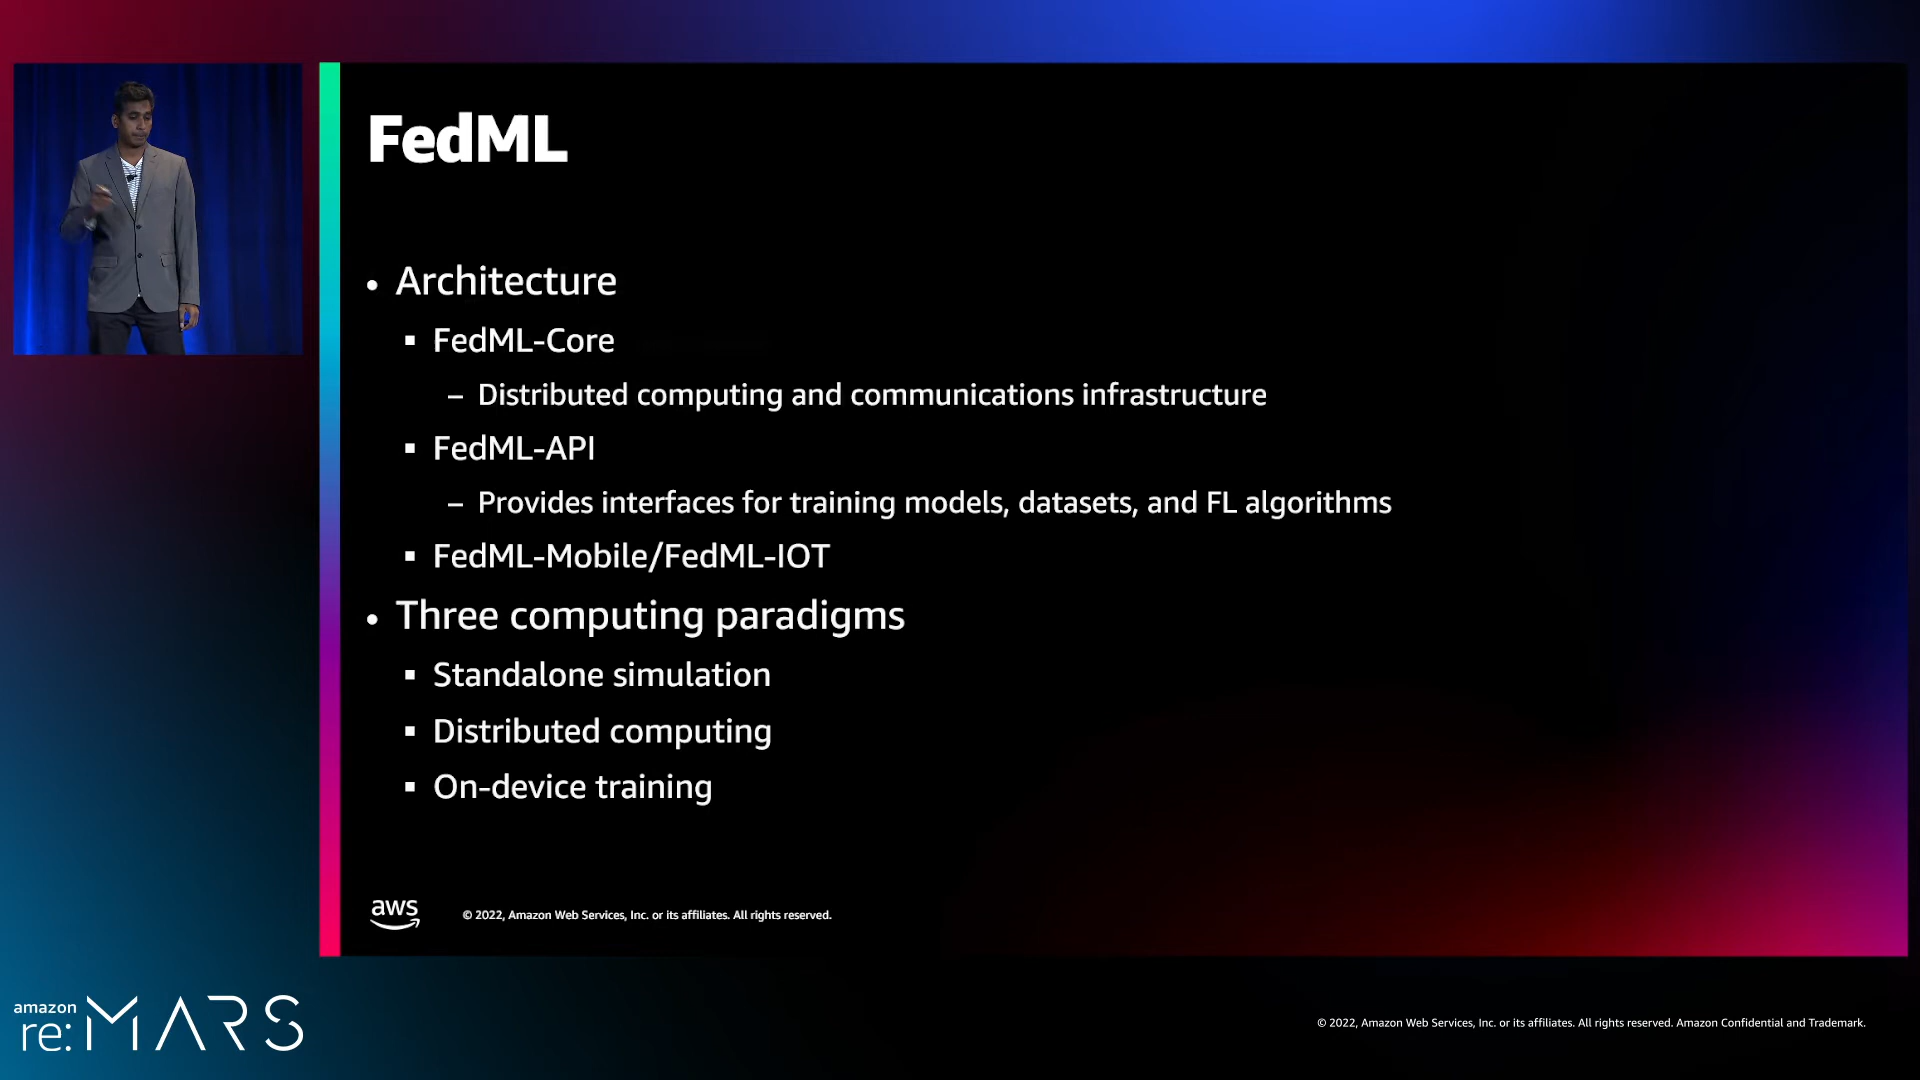 FedML
• Architecture
▪ FedML-Core
– Distributed computing and communications infrastructure
▪ FedML-API
– Provides interfaces for training models, datasets, and FL algorithms
▪ FedML-Mobile/FedML-IOT
• Three computing paradigms
▪ Standalone simulation
▪ Distributed computing
▪ On-device training
aws
© 2022, Amazon Web Services, Inc. or its affiliates. All rights reserved.
amazon
re:MARS
© 2022, Amazon Web Services, Inc. or its affiliates. All rights reserved. Amazon Confidential and Trademark.